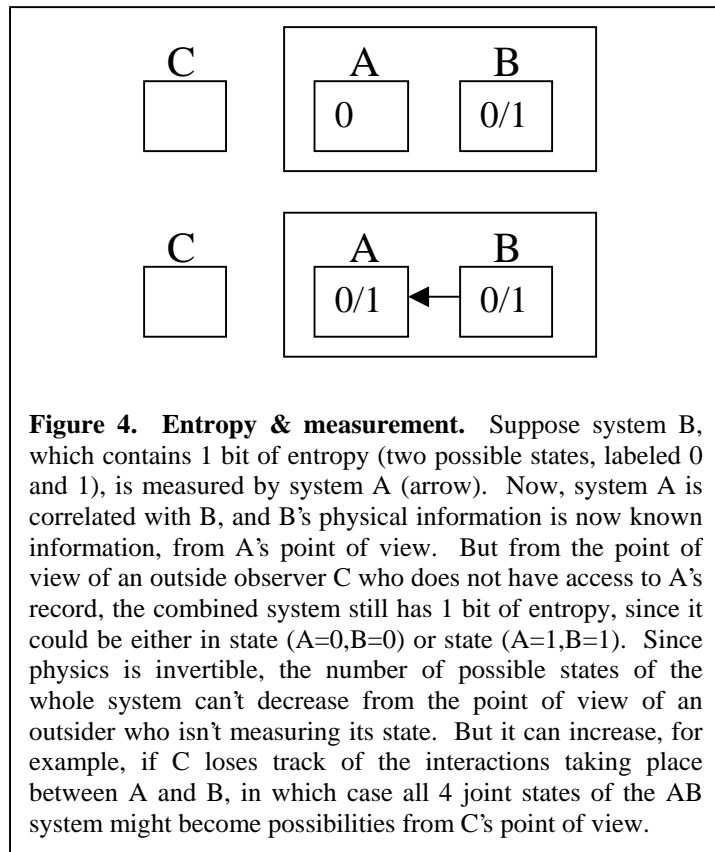 C A B
0 0/1
C A B
0/1 0/1
Figure 4. Entropy & measurement. Suppose system B,
which contains 1 bit of entropy (two possible states, labeled 0
and 1), is measured by system A (arrow). Now, system A is
correlated with B, and B's physical information is now known
information, from A's point of view. But from the point of
view of an outside observer C who does not have access to A's
record, the combined system still has 1 bit of entropy, since it
could be either in state (A=0,B=0) or state (A=1,B=1). Since
physics is invertible, the number of possible states of the
whole system can't decrease from the point of view of an
outsider who isn't measuring its state. But it can increase, for
example, if C loses track of the interactions taking place
between A and B, in which case all 4 joint states of the AB
system might become possibilities from C's point of view.